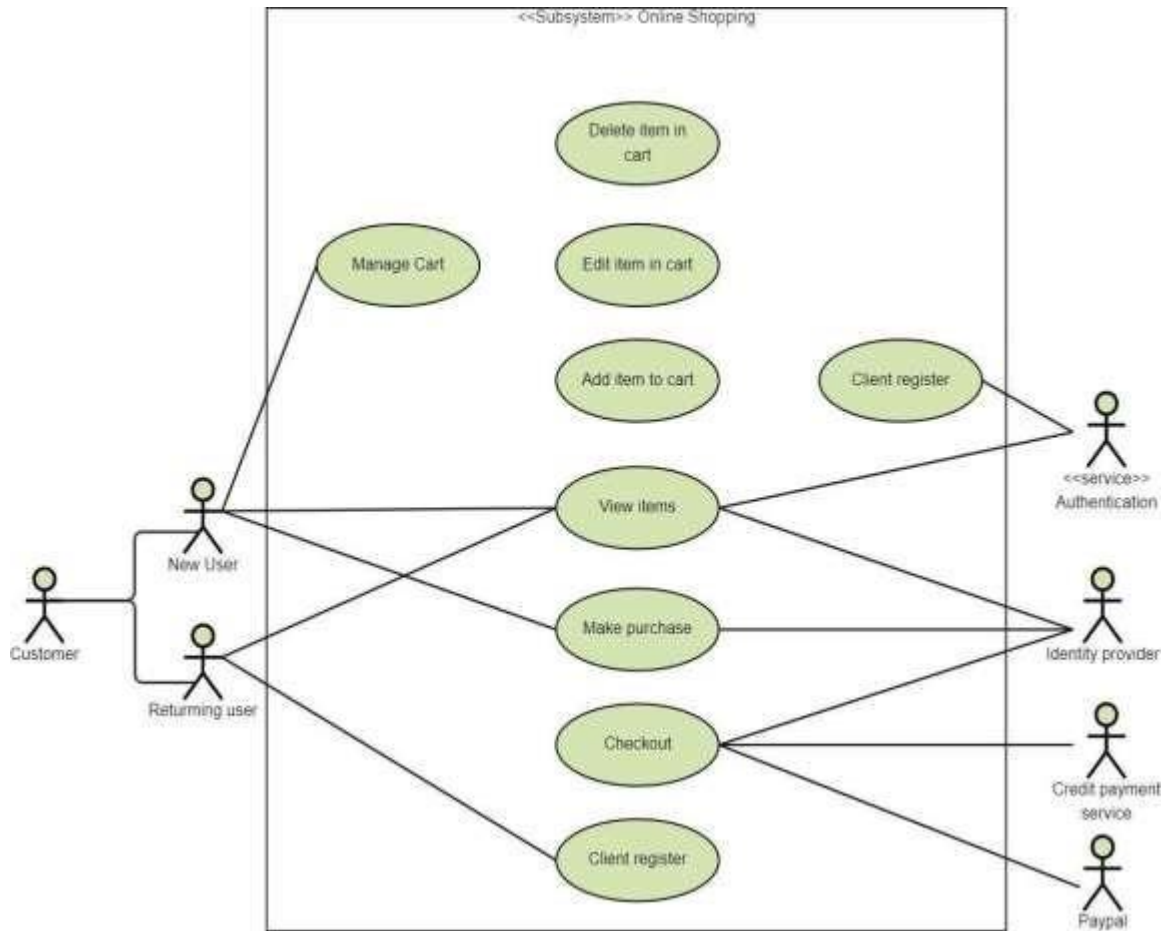 <<Subsystem>> Online Shopping
Delete item in
cart
Manage Cart
Edit item in cart
Add item to cart
Client register
<<service>>
Authentication
View items
New User
Customer
Make purchase
Identity provider
Returming user
Checkout
Credit payment
service
Client register
Paypal